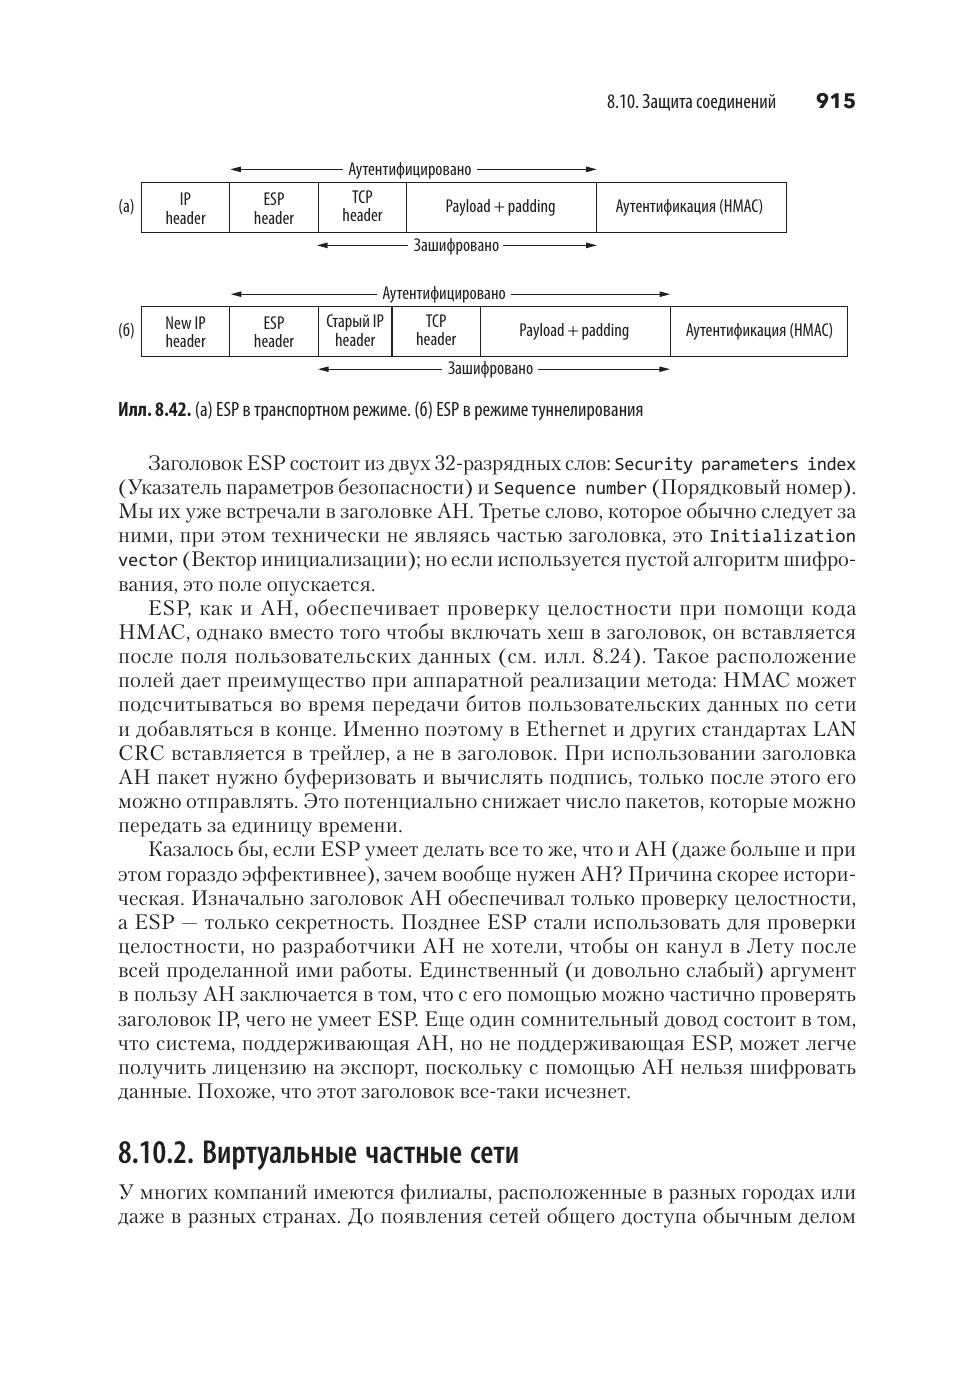 8.10. Защита соединений 915
Аутентифицировано
(а) IP header ESP header TCP header Payload + padding Аутентификация (HMAC)
Зашифровано
Аутентифицировано
(б) New IP header ESP header Старый IP header TCP header Payload + padding Аутентификация (HMAC)
Зашифровано
Илл. 8.42. (а) ESP в транспортном режиме. (б) ESP в режиме туннелирования
Заголовок ESP состоит из двух 32-разрядных слов: Security parameters index
(Указатель параметров безопасности) и Sequence number (Порядковый номер).
Мы их уже встречали в заголовке AH. Третье слово, которое обычно следует за
ними, при этом технически не являясь частью заголовка, это Initialization
vector (Вектор инициализации); но если используется пустой алгоритм шифро-
вания, это поле опускается.
ESP, как и AH, обеспечивает проверку целостности при помощи кода
HMAC, однако вместо того чтобы включать хеш в заголовок, он вставляется
после поля пользовательских данных (см. илл. 8.24). Такое расположение
полей дает преимущество при аппаратной реализации метода: HMAC может
подсчитываться во время передачи битов пользовательских данных по сети
и добавляться в конце. Именно поэтому в Ethernet и других стандартах LAN
CRC вставляется в трейлер, а не в заголовок. При использовании заголовка
AH пакет нужно буферизовать и вычислять подпись, только после этого его
можно отправлять. Это потенциально снижает число пакетов, которые можно
передать за единицу времени.
Казалось бы, если ESP умеет делать все то же, что и AH (даже больше и при
этом гораздо эффективнее), зачем вообще нужен AH? Причина скорее истори-
ческая. Изначально заголовок AH обеспечивал только проверку целостности,
а ESP — только секретность. Позднее ESP стали использовать для проверки
целостности, но разработчики AH не хотели, чтобы он канул в Лету после
всей проделанной ими работы. Единственный (и довольно слабый) аргумент
в пользу AH заключается в том, что с его помощью можно частично проверять
заголовок IP, чего не умеет ESP. Еще один сомнительный довод состоит в том,
что система, поддерживающая AH, но не поддерживающая ESP, может легче
получить лицензию на экспорт, поскольку с помощью AH нельзя шифровать
данные. Похоже, что этот заголовок все-таки исчезнет.
8.10.2. Виртуальные частные сети
У многих компаний имеются филиалы, расположенные в разных городах или
даже в разных странах. До появления сетей общего доступа обычным делом